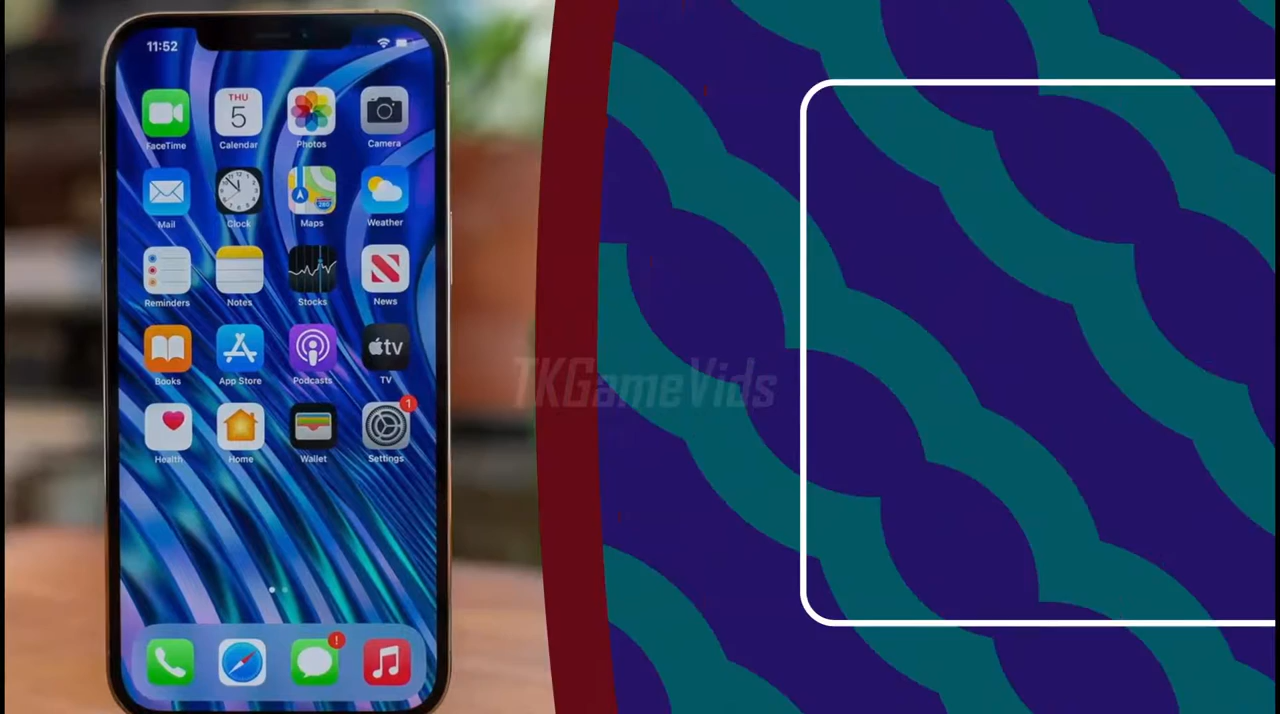 11:52
THU
5
FaceTime
Calendar
Photos
Camera
280
Mail
Clock
Maps
Weather
Reminders
Notes
Stocks
News
tv
Books
App Store
Podcasts
TV
1
Health
Home
Wallet
Settings
!
TKGameVids